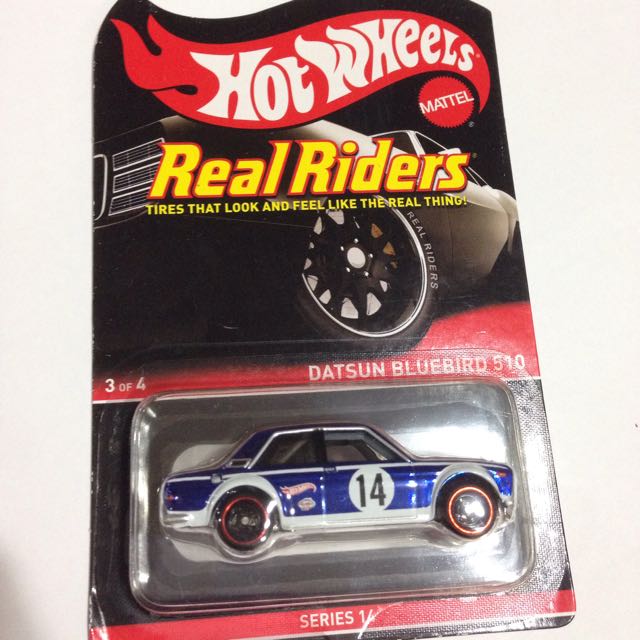 HOT WHEELS
MATTEL
Real Riders
TIRES THAT LOOK AND FEEL LIKE THE REAL THING!
REAL RIDERS
DATSUN BLUEBIRD 510
3 OF 4
14
SERIES